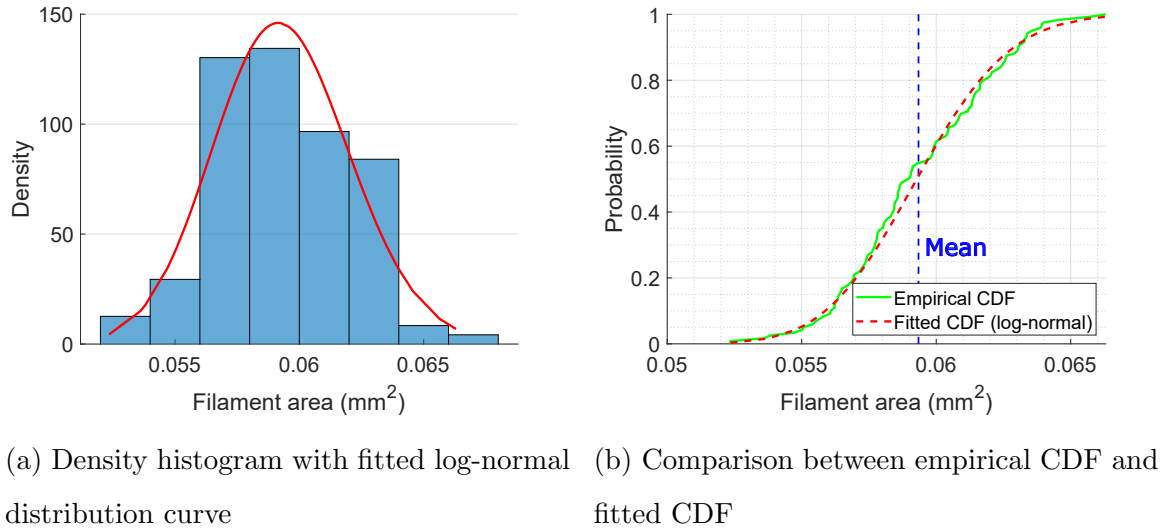 150
100
50
0
Density
0.055
0.06
0.065
Filament area (mm²)
1
0.8
0.6
0.4
0.2
0
Probability
Mean
Empirical CDF
Fitted CDF (log-normal)
0.05
0.055
0.06
0.065
Filament area (mm²)
(a) Density histogram with fitted log-normal
distribution curve
(b) Comparison between empirical CDF and
fitted CDF